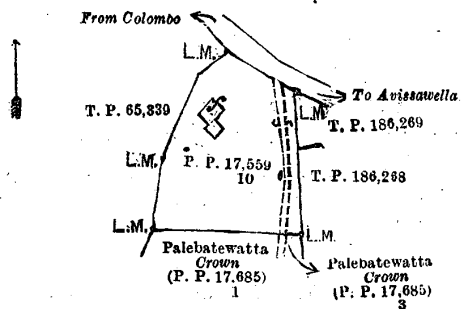 From Colombo
L.M.
To Avissawella
L.M.
T. P. 65,339
T. P. 186,269
L.M.
P. P. 17,559
10
T. P. 186,268
L.M.
L.M.
Palebatewatta
Crown
(P. P. 17,685)
1
Palebatewatta
Crown
(P. P. 17,685)
3